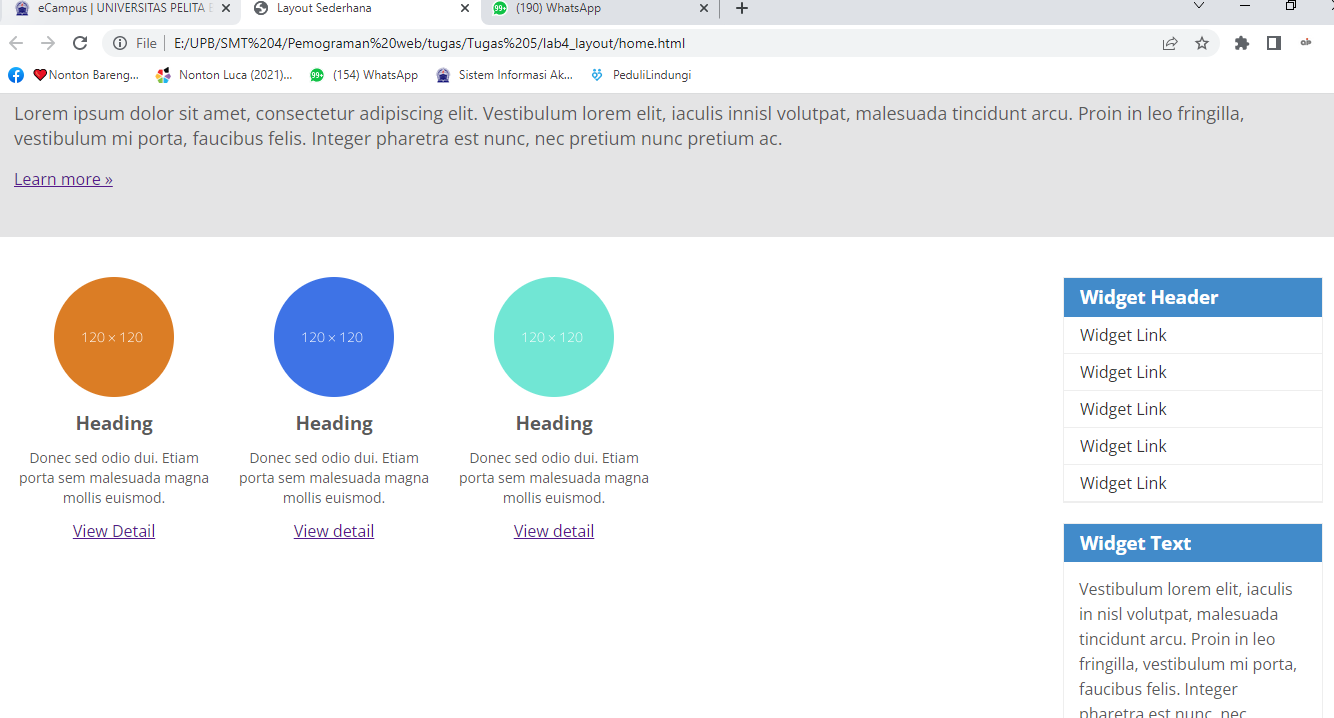 eCampus | UNIVERSITAS PELITA
Layout Sederhana
(190) WhatsApp
File
E:/UPB/SMT%204/Pemograman%20web/tugas/Tugas%205/lab4_layout/home.html
Nonton Bareng...
Nonton Luca (2021)...
99+
(154) WhatsApp
Sistem Informasi Ak...
PeduliLindungi
Lorem ipsum dolor sit amet, consectetur adipiscing elit. Vestibulum lorem elit, iaculis innisl volutpat, malesuada tincidunt arcu. Proin in leo fringilla,
vestibulum mi porta, faucibus felis. Integer pharetra est nunc, nec pretium nunc pretium ac.
Learn more »
120 × 120
Heading
Donec sed odio dui. Etiam
porta sem malesuada magna
mollis euismod.
View Detail
120 × 120
Heading
Donec sed odio dui. Etiam
porta sem malesuada magna
mollis euismod.
View detail
120 × 120
Heading
Donec sed odio dui. Etiam
porta sem malesuada magna
mollis euismod.
View detail
Widget Header
Widget Link
Widget Link
Widget Link
Widget Link
Widget Link
Widget Text
Vestibulum lorem elit, iaculis
in nisl volutpat, malesuada
tincidunt arcu. Proin in leo
fringilla, vestibulum mi porta,
faucibus felis. Integer
pharetra est nunc, nec